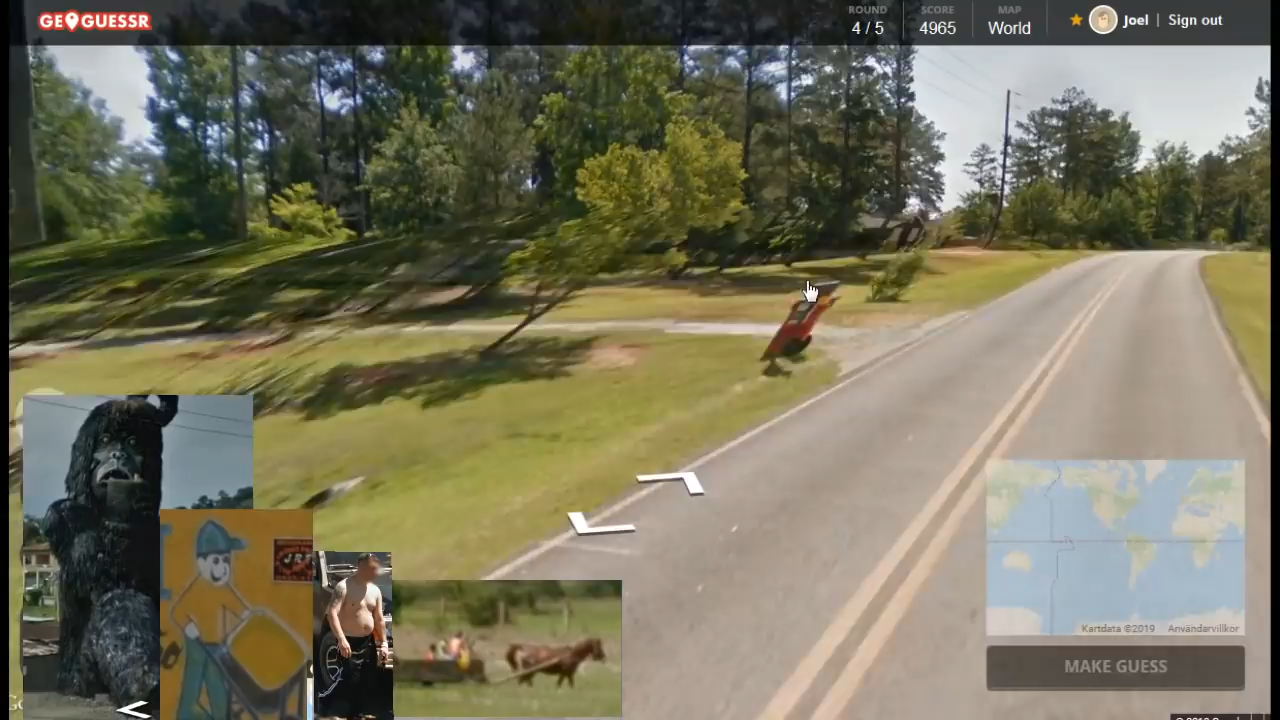 GEOGUESSR
ROUND
4 / 5
SCORE
4965
MAP
World
Joel | Sign out
Kartdata ©2019 Användarvillkor
MAKE GUESS